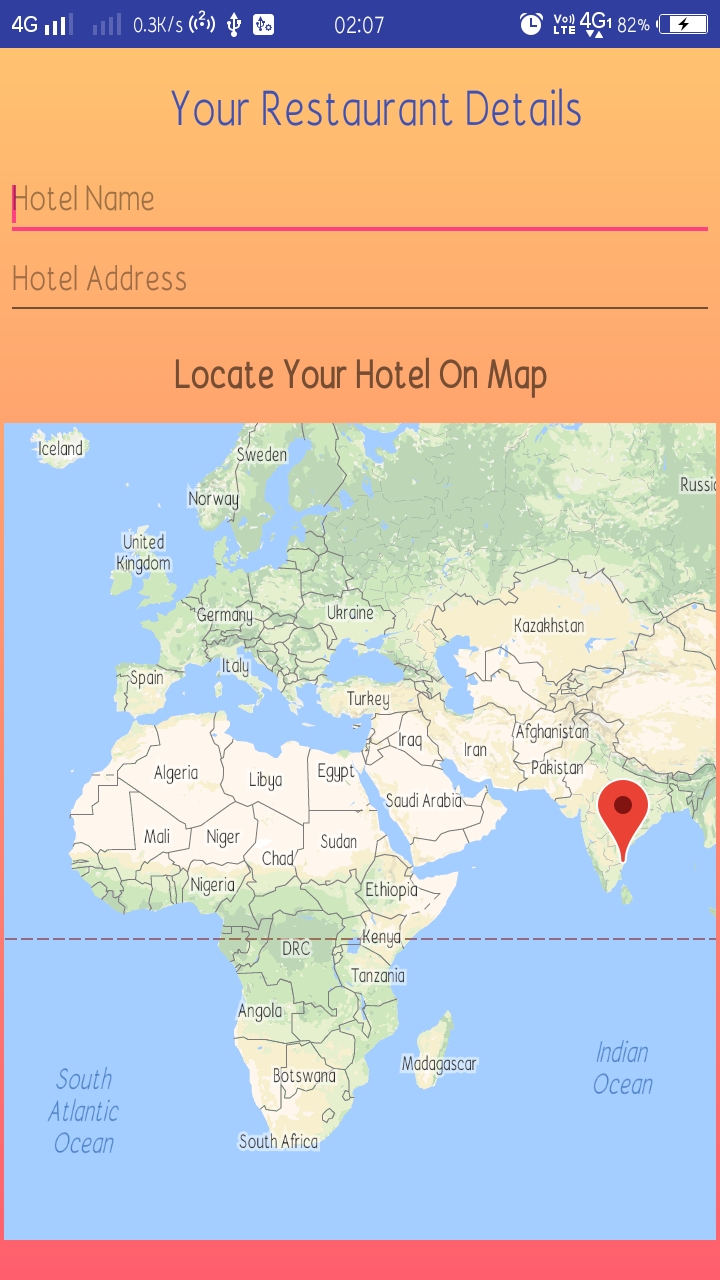 4G 0.3K/s 2 02:07 Vo)) LTE 4G1 82%
Your Restaurant Details
Hotel Name
Hotel Address
Locate Your Hotel On Map
Iceland
Sweden
Russia
Norway
United
Kingdom
Germany
Ukraine
Kazakhstan
Italy
Spain
Turkey
Afghanistan
Iraq
Iran
Pakistan
Algeria
Libya
Egypt
Saudi Arabia
Mali
Niger
Sudan
Chad
Nigeria
Ethiopia
Kenya
DRC
Tanzania
Angola
Madagascar
Botswana
Indian
Ocean
South
Atlantic
Ocean
South Africa